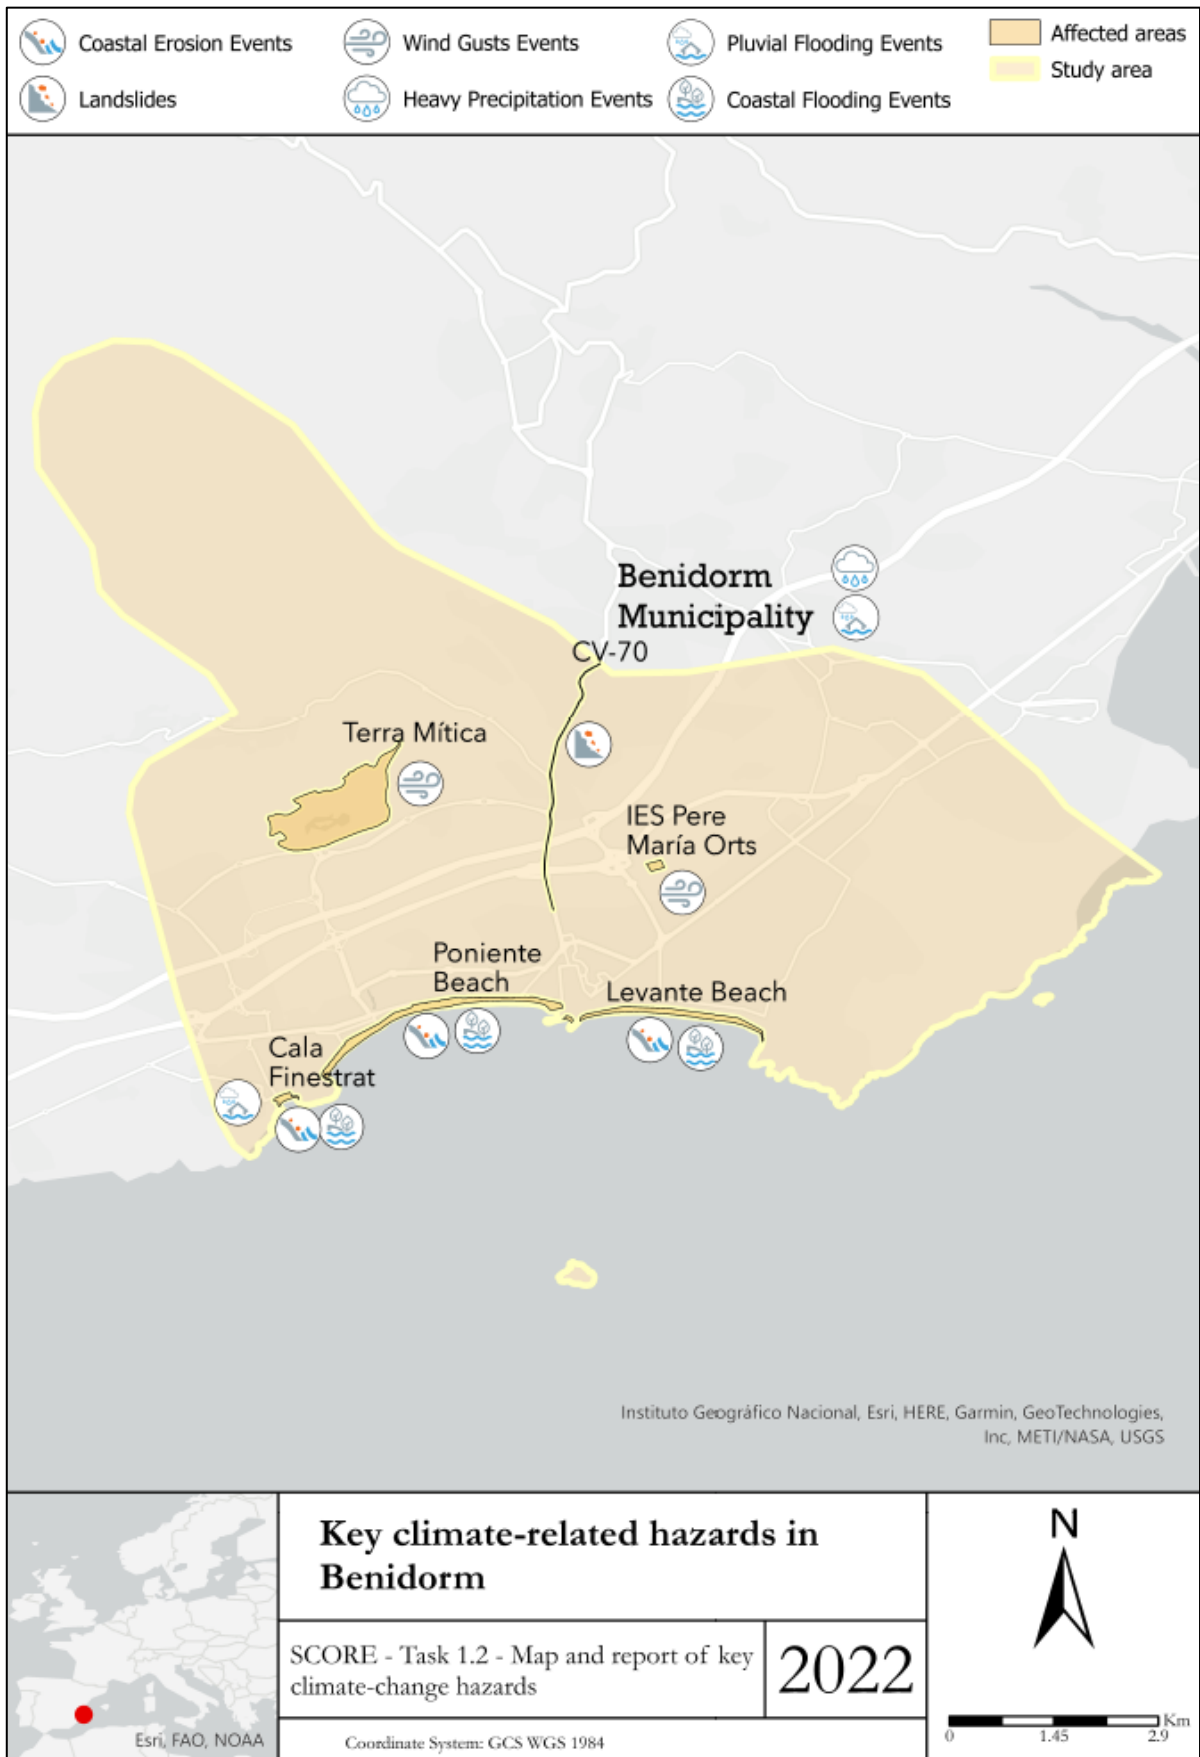 Coastal Erosion Events
Wind Gusts Events
Pluvial Flooding Events
Affected areas
Study area
Landslides
Heavy Precipitation Events
Coastal Flooding Events
Benidorm
Municipality
CV-70
Terra Mítica
IES Pere
María Orts
Poniente
Beach
Levante Beach
Cala
Finestrat
Instituto Geográfico Nacional, Esri, HERE, Garmin, GeoTechnologies,
Inc, METI/NASA, USGS
Key climate-related hazards in
Benidorm
SCORE - Task 1.2 - Map and report of key
climate-change hazards
2022
Coordinate System: GCS WGS 1984
Esri, FAO, NOAA
N
Km
0 1.45 2.9